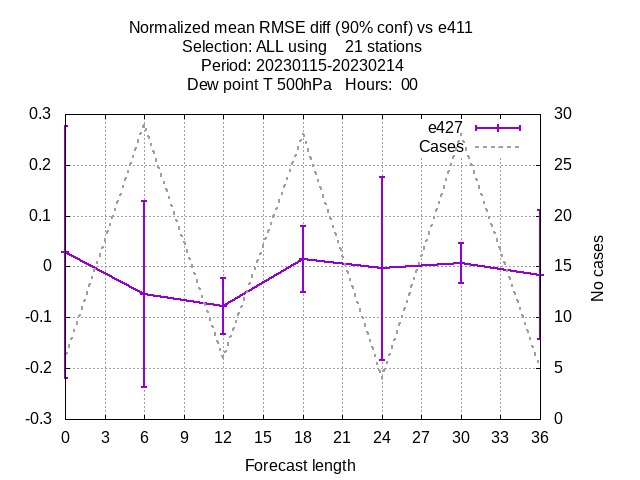 Normalized mean RMSE diff (90% conf) vs e411
Selection: ALL using    21 stations
Period: 20230115-20230214
Dew point T 500hPa   Hours:  00
e427
Cases
0.3
0.2
0.1
0
-0.1
-0.2
-0.3
30
25
20
15
10
5
0
No cases
0 3 6 9 12 15 18 21 24 27 30 33 36
Forecast length